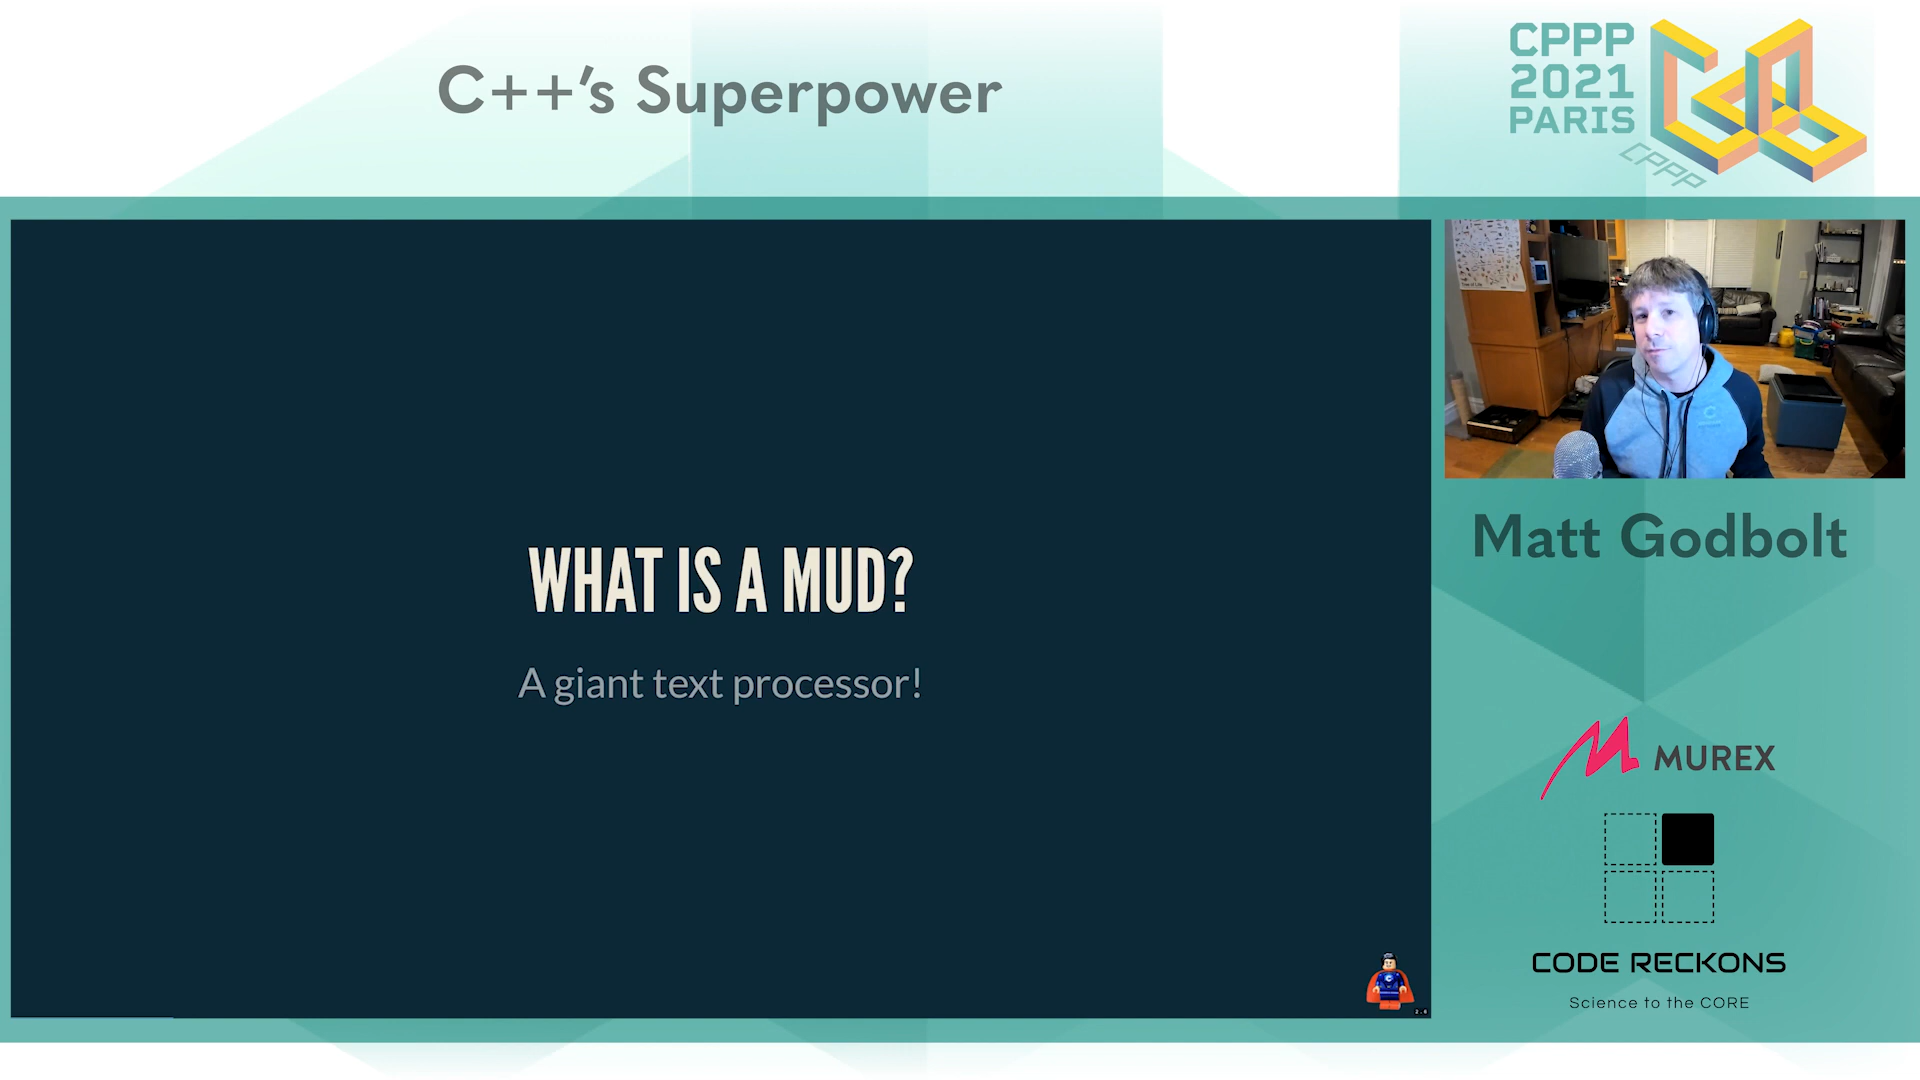 C++'s Superpower
CPPP
2021
PARIS
CPPP
WHAT IS A MUD?
A giant text processor!
Matt Godbolt
MUREX
CODE RECKONS
Science to the CORE